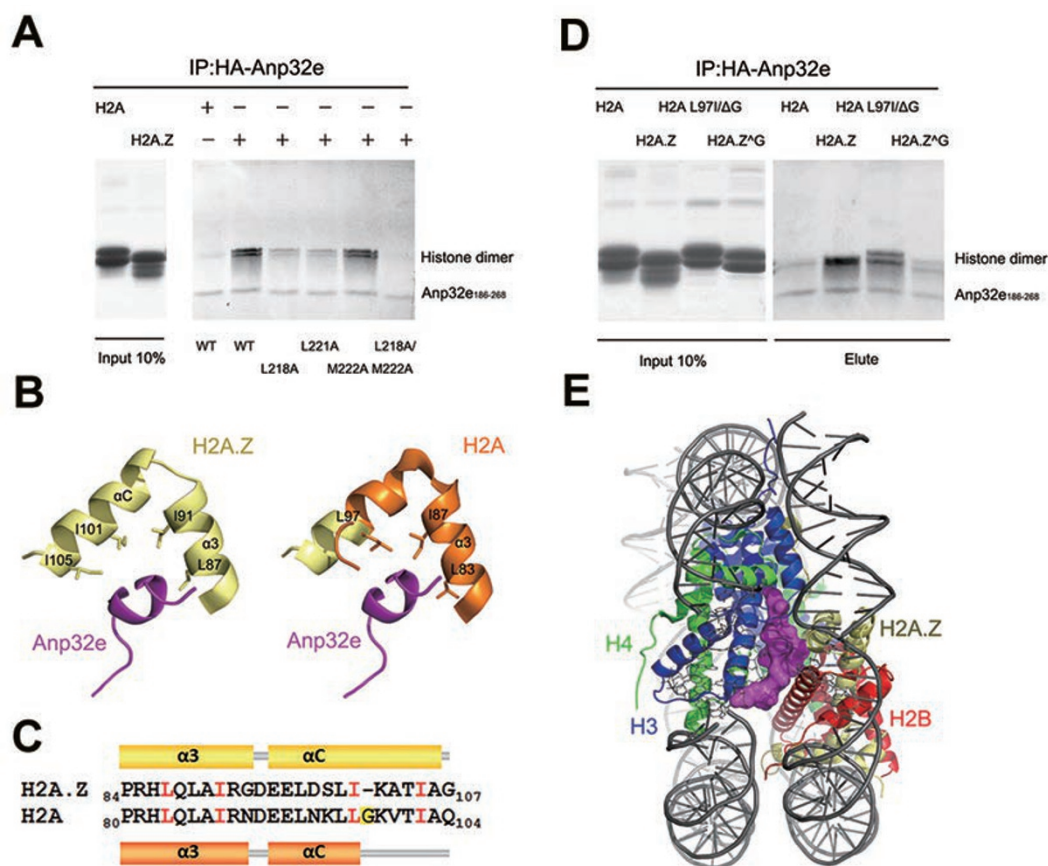 A
IP:HA-Anp32e
H2A + − − − − −
H2A.Z − + + + + +
Histone dimer
Anp32e186-268
Input 10%
WT WT L218A L221A M222A L218A/M222A
B
H2A.Z
αC
I101
I91
I105
α3
L87
Anp32e
H2A
L97
I87
α3
L83
Anp32e
C
α3 αC
H2A.Z 84PRHLQLAIRGDEELDSLI-KATIAG107
H2A 80PRHLQLAIRNDEELNKLLGKVTIAQ104
α3 αC
D
IP:HA-Anp32e
H2A H2A L97I/ΔG H2A H2A L97I/ΔG
H2A.Z H2A.Z^G H2A.Z H2A.Z^G
Histone dimer
Anp32e186-268
Input 10% Elute
E
H2A.Z
H4
H3
H2B